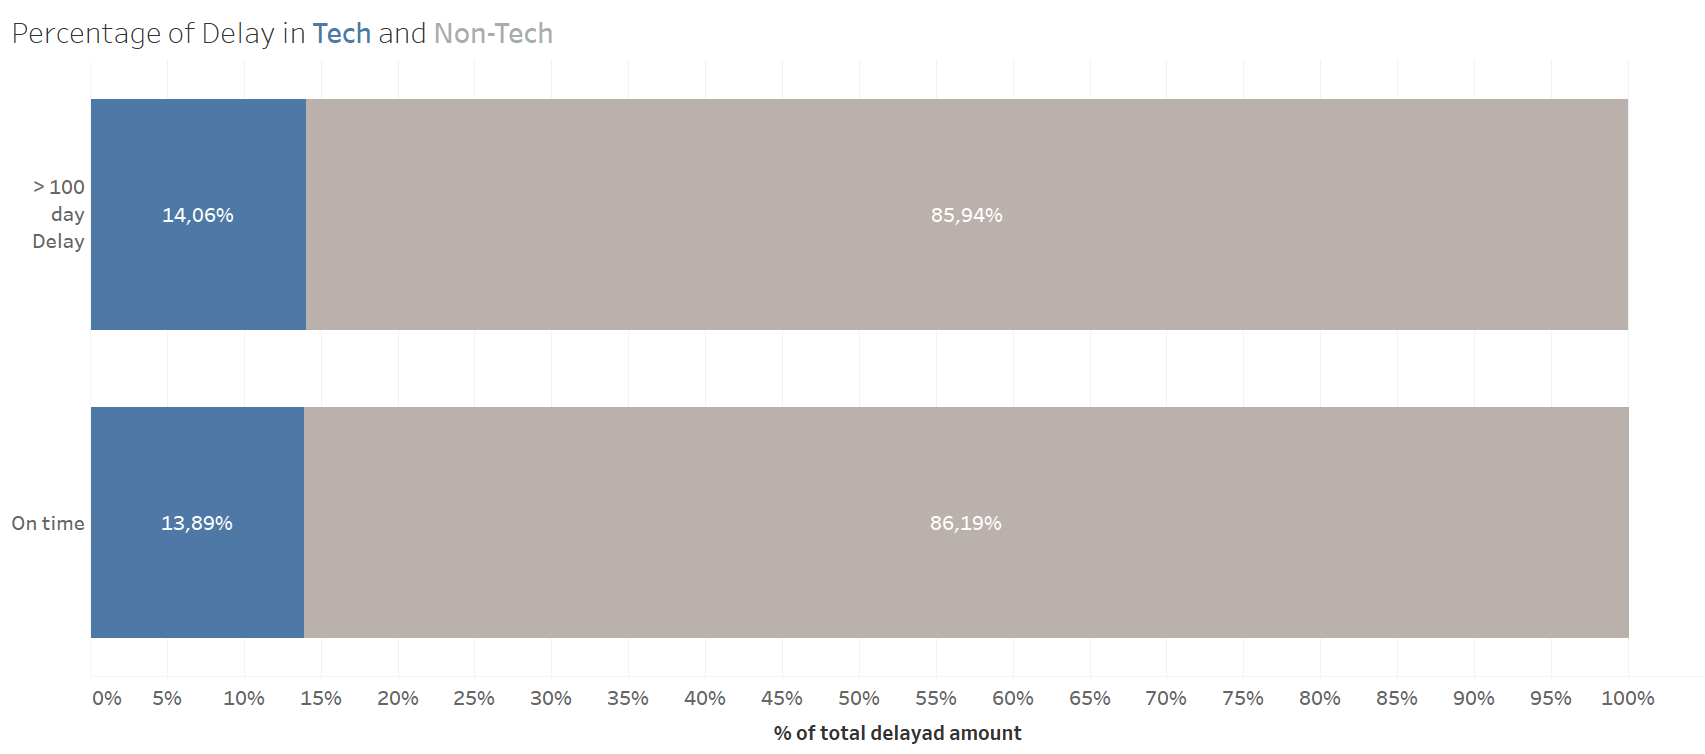 Percentage of Delay in Tech and Non-Tech
> 100
day
Delay
14,06%
85,94%
On time
13,89%
86,19%
0% 5% 10% 15% 20% 25% 30% 35% 40% 45% 50% 55% 60% 65% 70% 75% 80% 85% 90% 95% 100%
% of total delayad amount